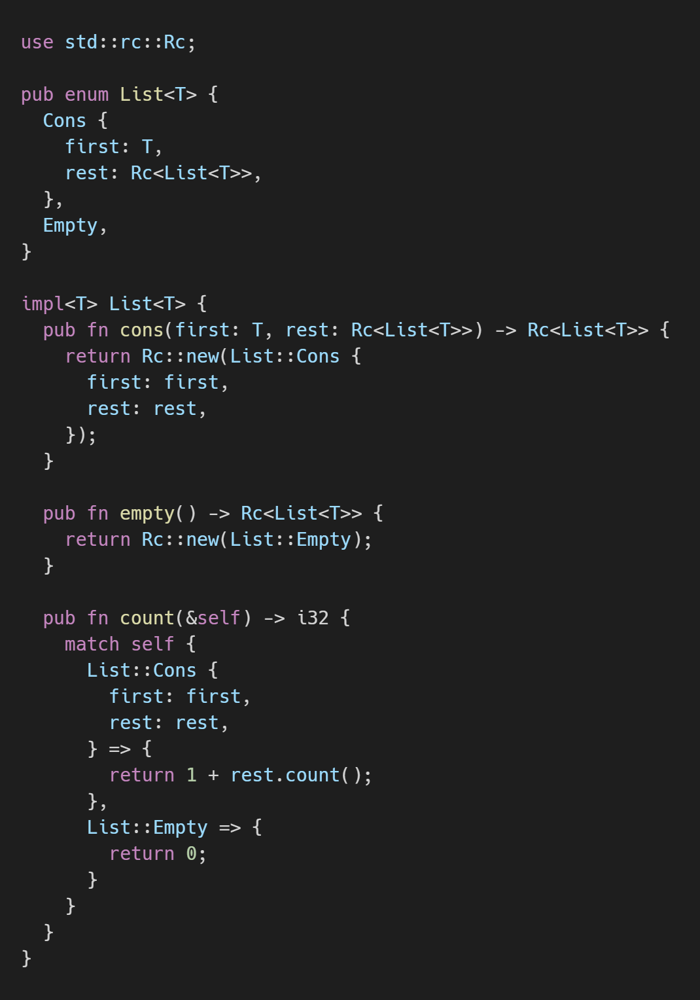 use std::rc::Rc;

pub enum List<T> {
  Cons {
    first: T,
    rest: Rc<List<T>>,
  },
  Empty,
}

impl<T> List<T> {
  pub fn cons(first: T, rest: Rc<List<T>>) -> Rc<List<T>> {
    return Rc::new(List::Cons {
      first: first,
      rest: rest,
    });
  }

  pub fn empty() -> Rc<List<T>> {
    return Rc::new(List::Empty);
  }

  pub fn count(&self) -> i32 {
    match self {
      List::Cons {
        first: first,
        rest: rest,
      } => {
        return 1 + rest.count();
      },
      List::Empty => {
        return 0;
      }
    }
  }
}